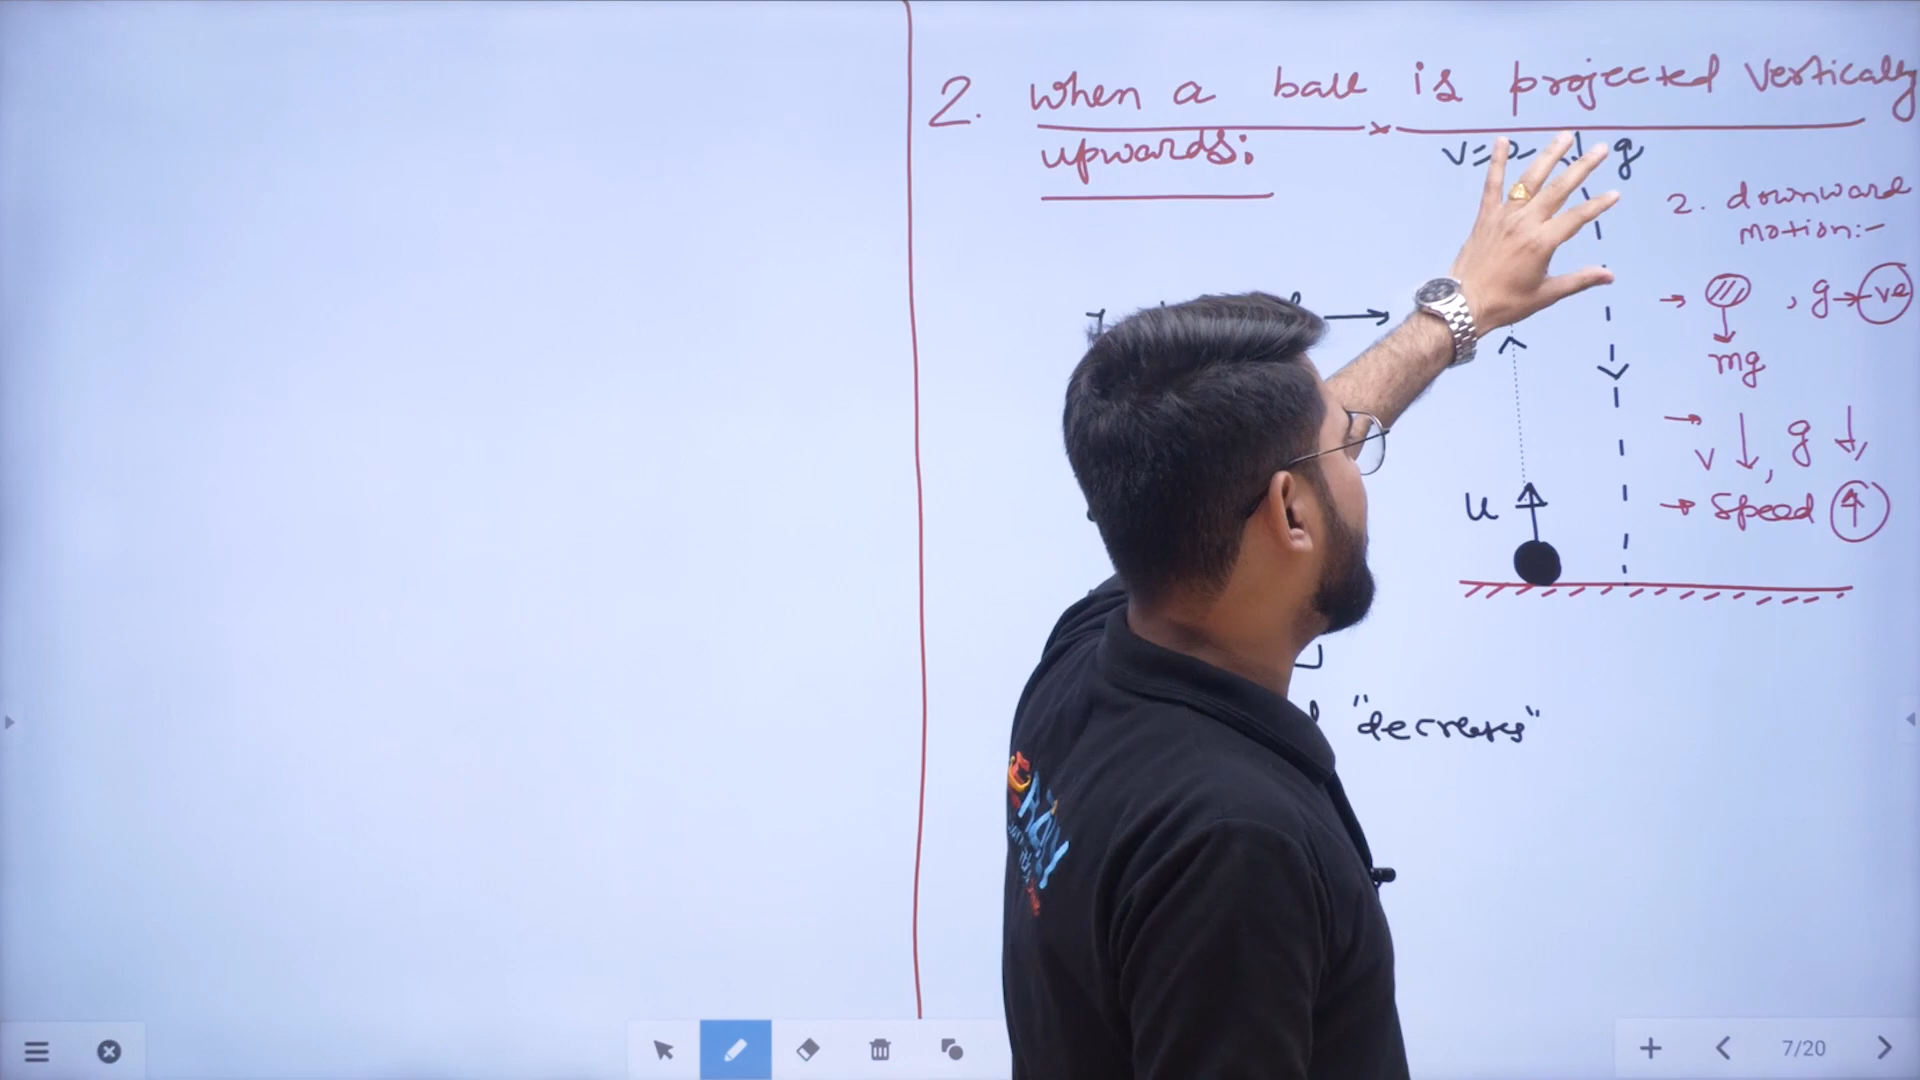 2. when a ball is projected vertically
upwards:
v=0 g
2. downward
motion:-
→ , g→-ve
mg
→ v↓, g↓,
→ Speed ↑
u
"decreases"
7/20